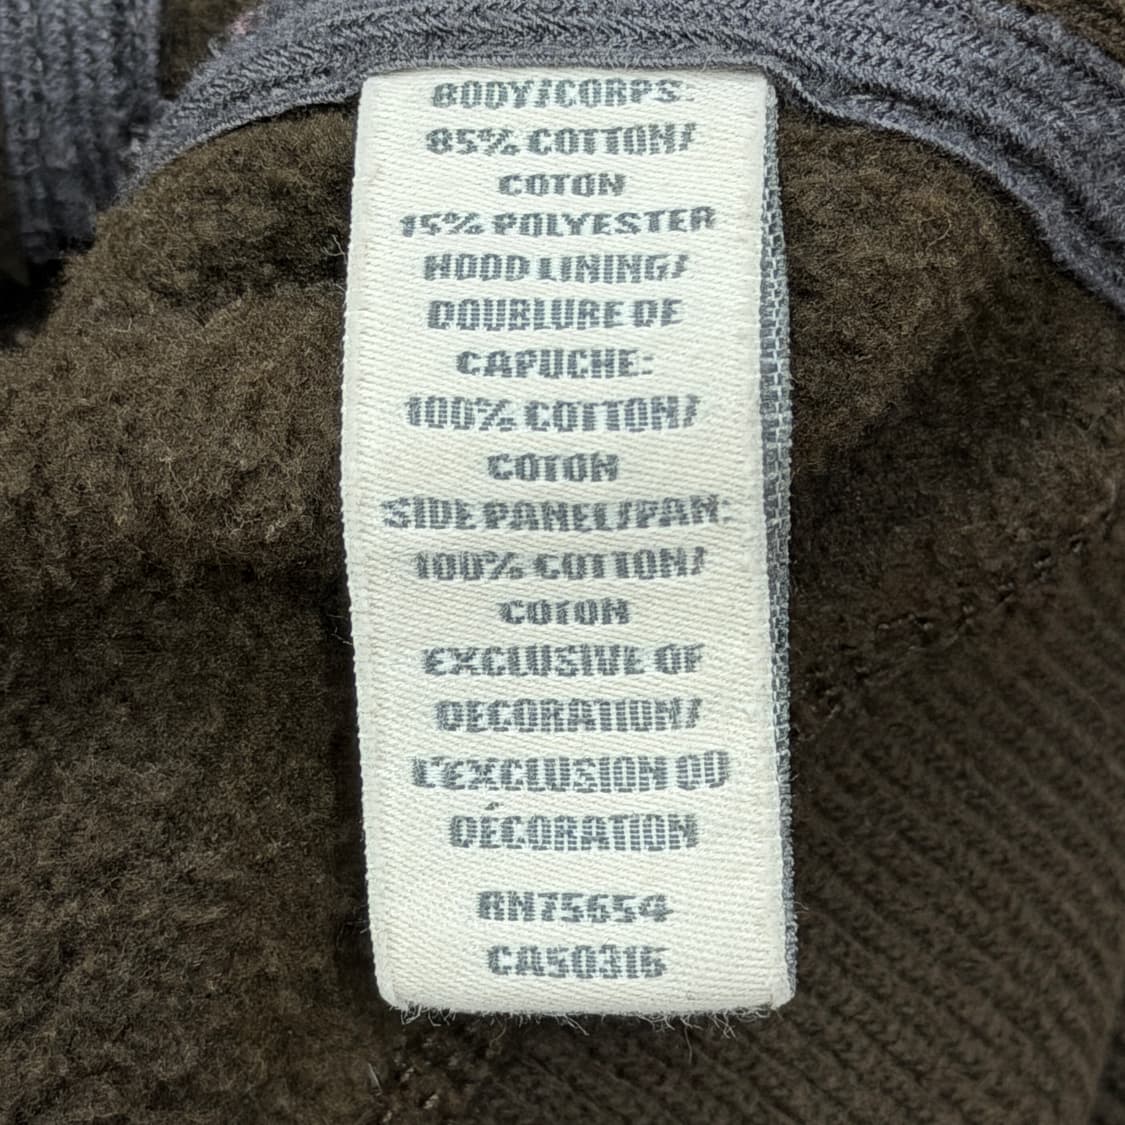 BODY/CORPS:
85% COTTON/
COTON
15% POLYESTER
HOOD LINING/
DOUBLURE DE
CAPUCHE:
100% COTTON/
COTON
SIDE PANEL/PAN:
100% COTTON/
COTON
EXCLUSIVE OF
DECORATION/
L'EXCLUSION OD
DÉCORATION
RN75654
CA50316